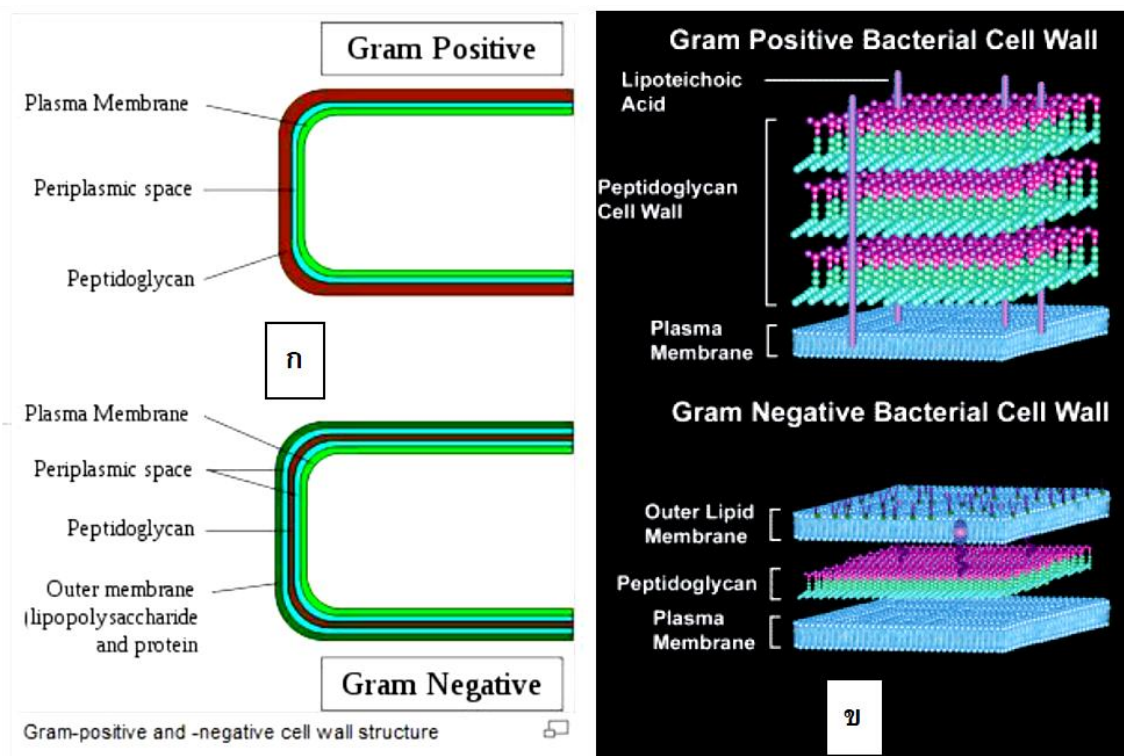 Gram Positive
Plasma Membrane
Periplasmic space
Peptidoglycan
ก
Plasma Membrane
Periplasmic space
Peptidoglycan
Outer membrane
(lipopolysaccharide
and protein
Gram Negative
Gram-positive and -negative cell wall structure
Gram Positive Bacterial Cell Wall
Lipoteichoic
Acid
Peptidoglycan
Cell Wall
Plasma
Membrane
Gram Negative Bacterial Cell Wall
Outer Lipid
Membrane
Peptidoglycan
Plasma
Membrane
ข